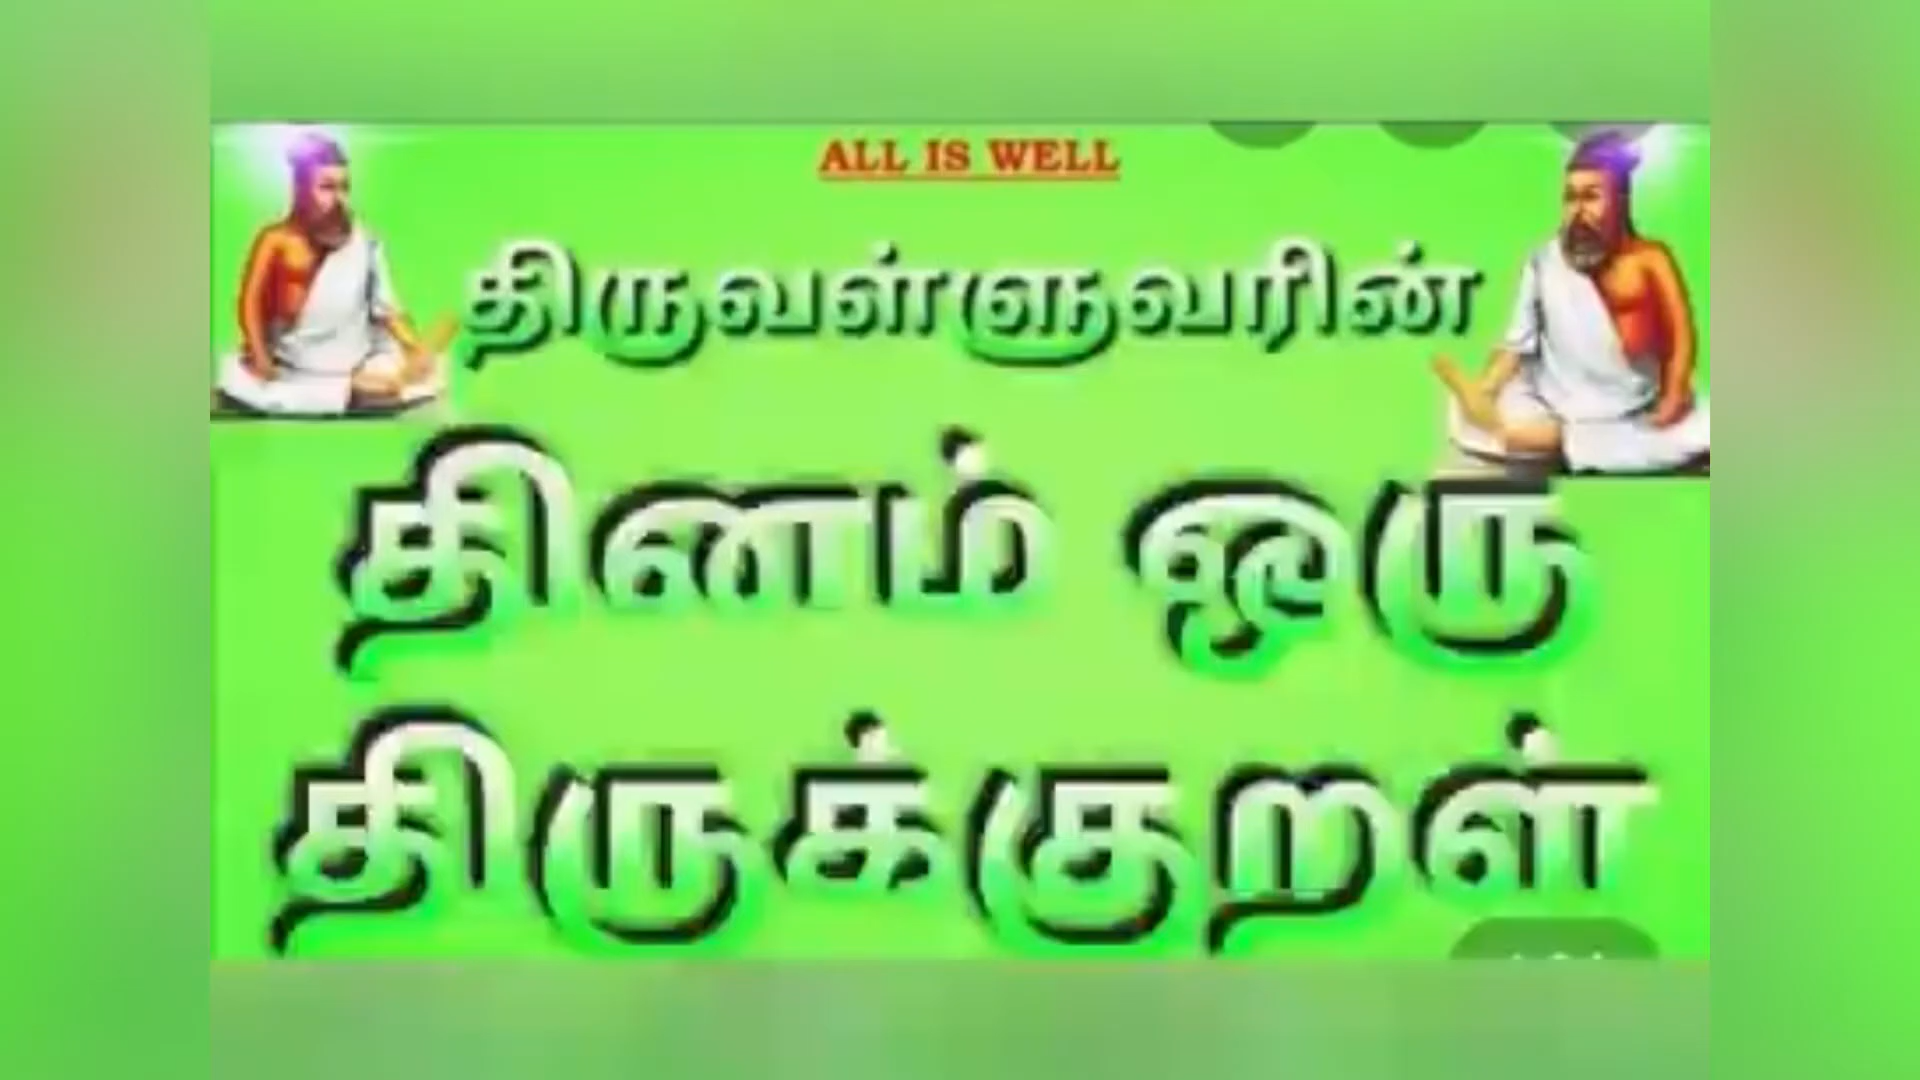 ALL IS WELL
திருவள்ளுவரின்
தினம் ஒரு
திருக்குறள்